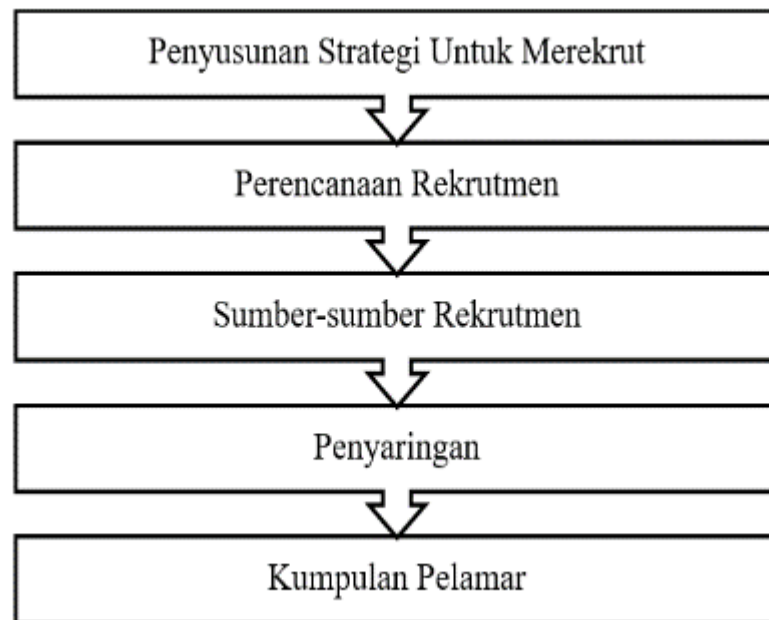 Penyusunan Strategi Untuk Merekrut
Perencanaan Rekrutmen
Sumber-sumber Rekrutmen
Penyaringan
Kumpulan Pelamar